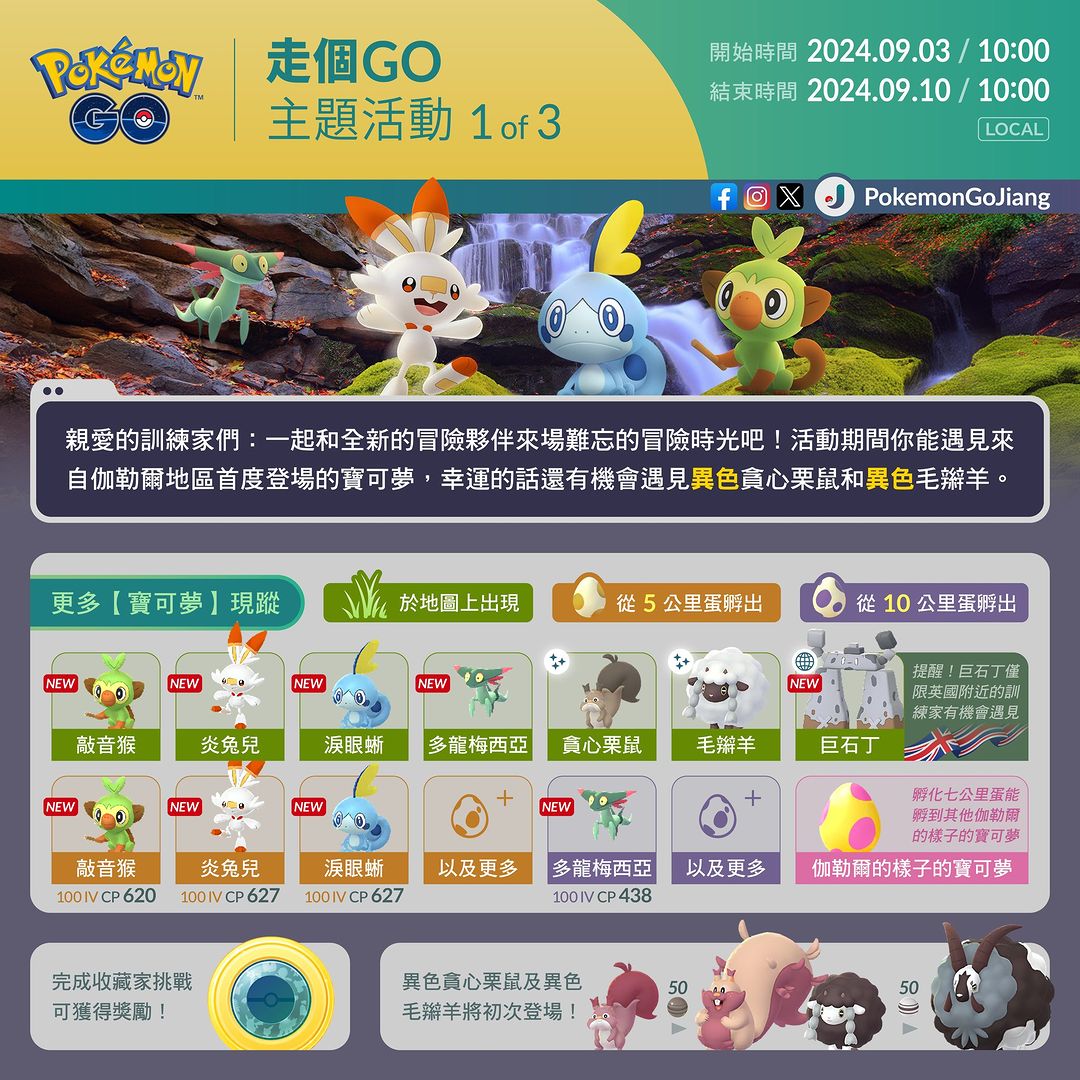 POKÉMON
GO
TM
走個GO
主題活動 1 of 3
開始時間 2024.09.03 / 10:00
結束時間 2024.09.10 / 10:00
LOCAL
PokemonGoJiang
親愛的訓練家們：一起和全新的冒險夥伴來場難忘的冒險時光吧！活動期間你能遇見來
自伽勒爾地區首度登場的寶可夢，幸運的話還有機會遇見異色貪心栗鼠和異色毛辮羊。
更多【寶可夢】現蹤
於地圖上出現
從 5 公里蛋孵出
從 10 公里蛋孵出
NEW
敲音猴
NEW
炎兔兒
NEW
淚眼蜥
NEW
多龍梅西亞
貪心栗鼠
毛辮羊
NEW
巨石丁
提醒！巨石丁僅
限英國附近的訓
練家有機會遇見
NEW
敲音猴
100 IV CP 620
NEW
炎兔兒
100 IV CP 627
NEW
淚眼蜥
100 IV CP 627
以及更多
NEW
多龍梅西亞
100 IV CP 438
以及更多
孵化七公里蛋能
孵到其他伽勒爾
的樣子的寶可夢
伽勒爾的樣子的寶可夢
完成收藏家挑戰
可獲得獎勵！
異色貪心栗鼠及異色
毛辮羊將初次登場！
50
50